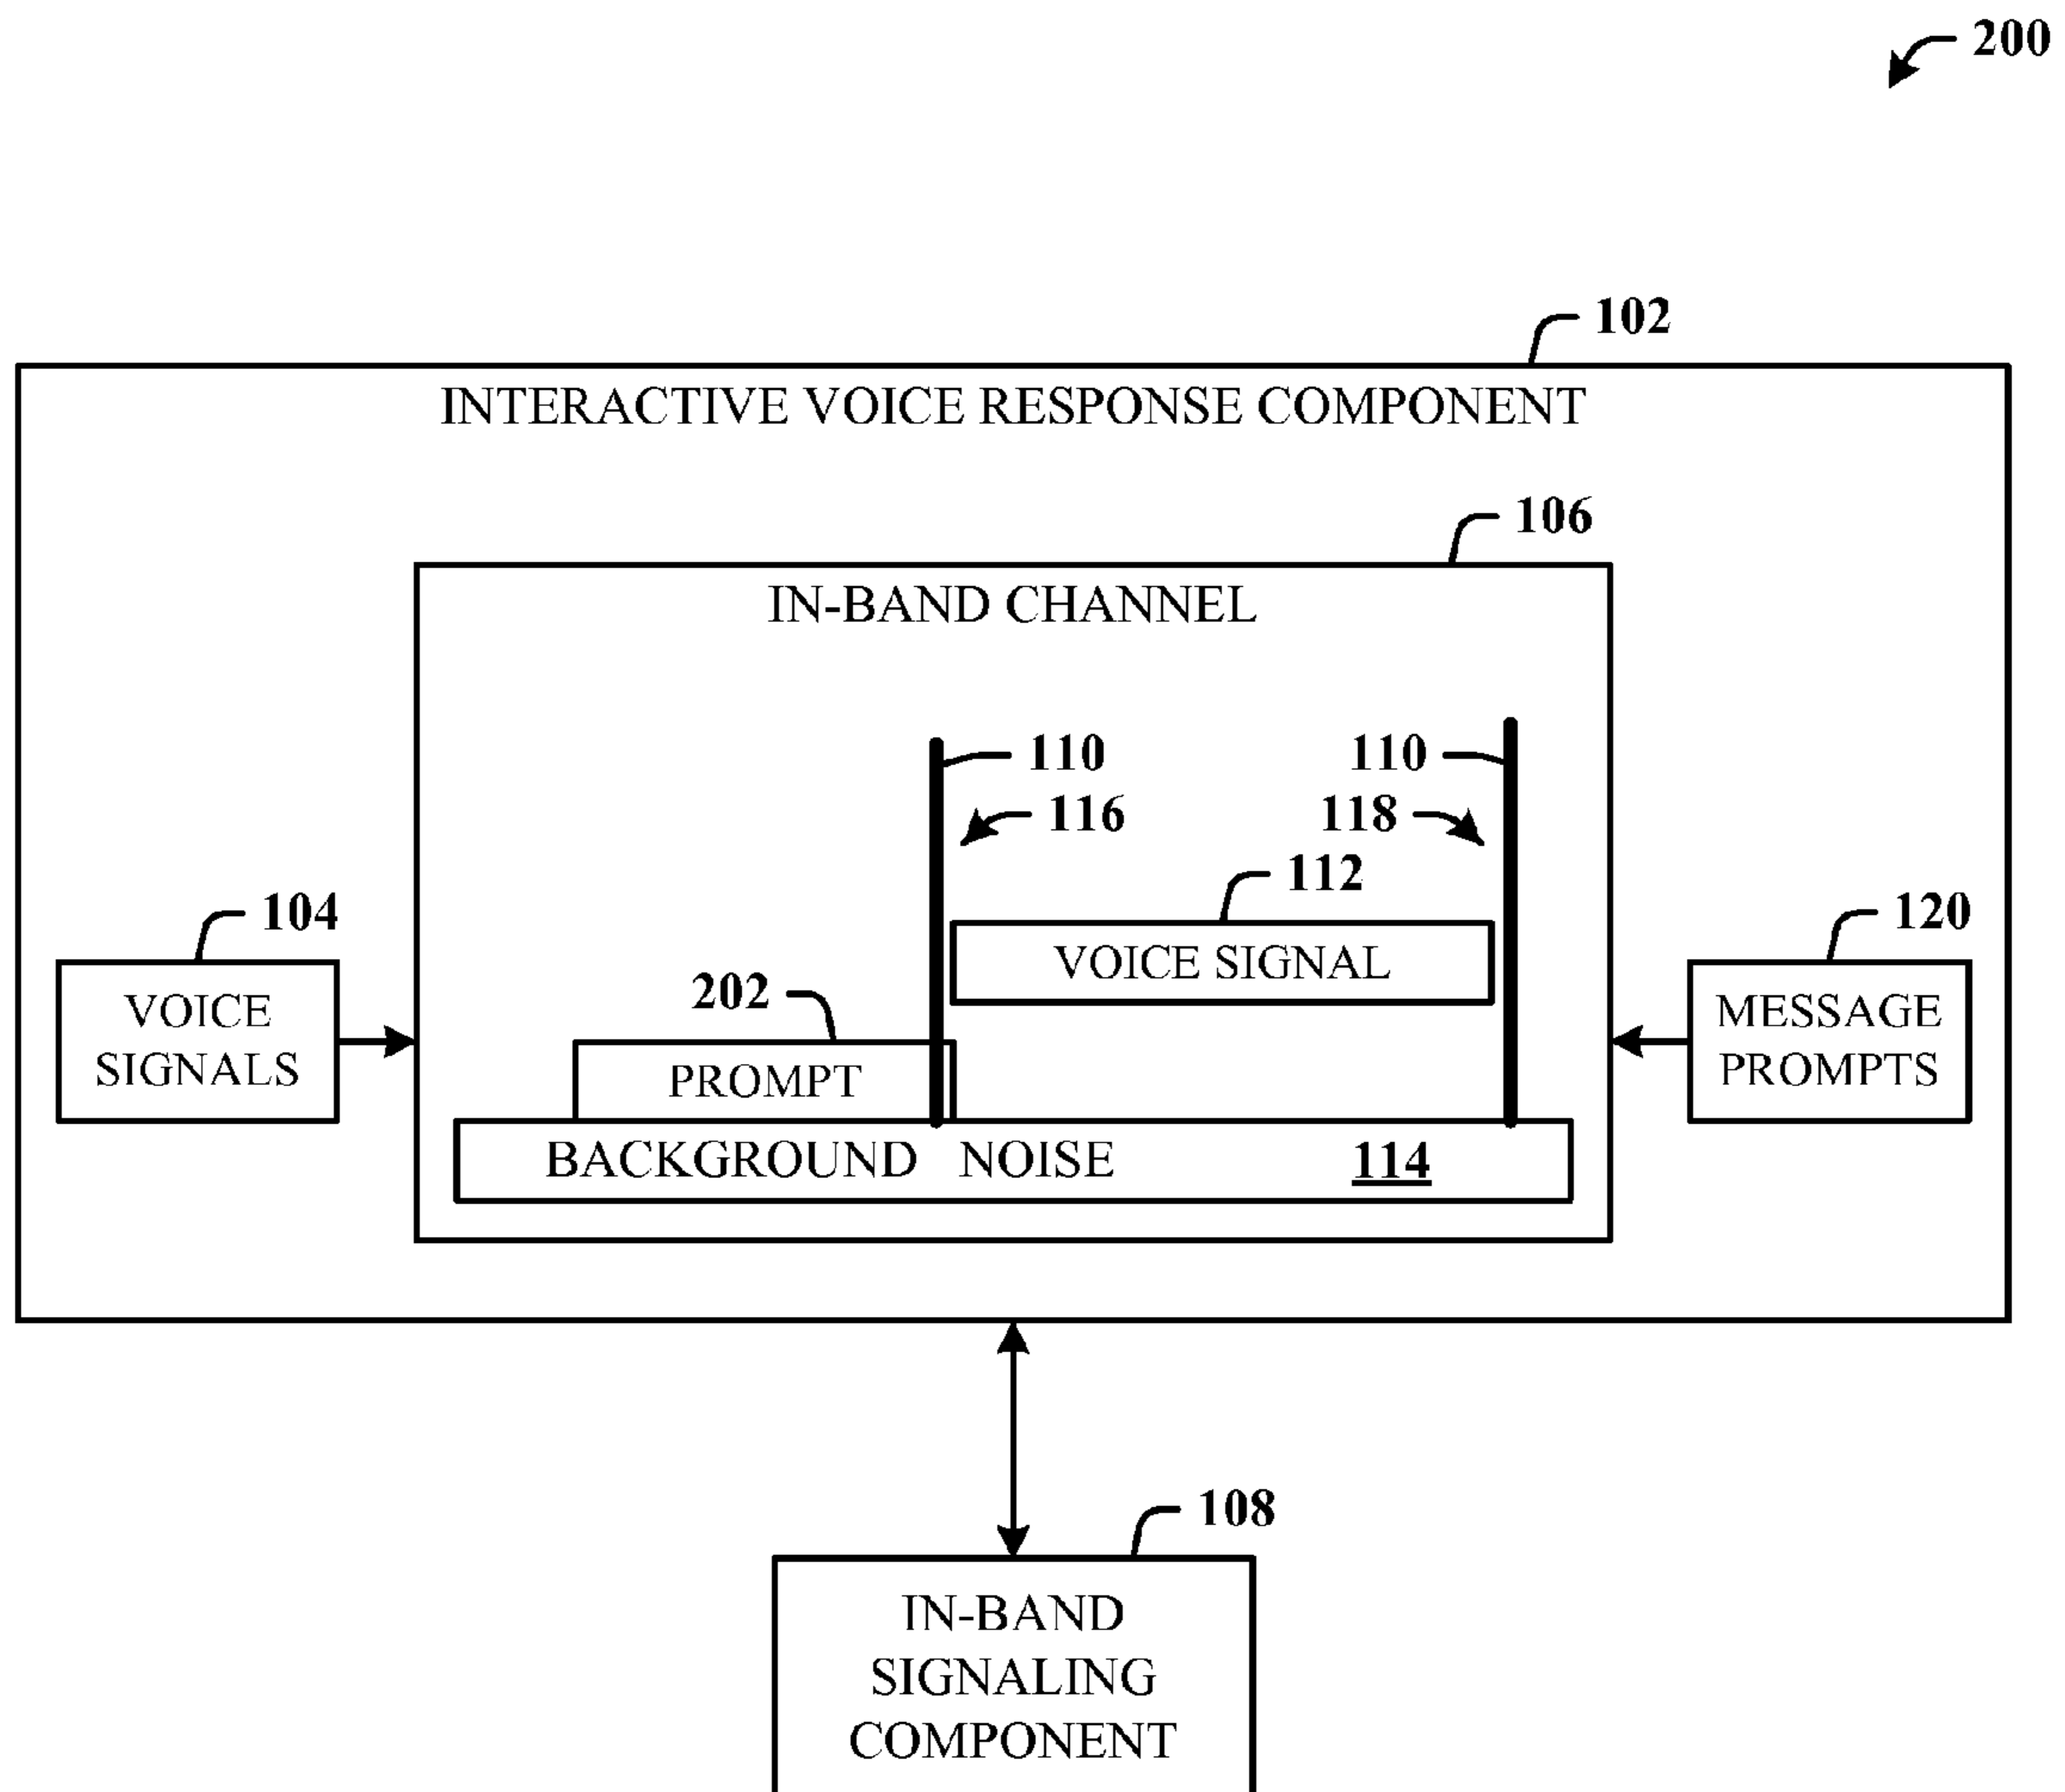 200
102
INTERACTIVE VOICE RESPONSE COMPONENT
106
IN-BAND CHANNEL
110
110
116
118
112
104
120
VOICE SIGNAL
202
VOICE
SIGNALS
MESSAGE
PROMPTS
PROMPT
BACKGROUND NOISE 114
108
IN-BAND
SIGNALING
COMPONENT